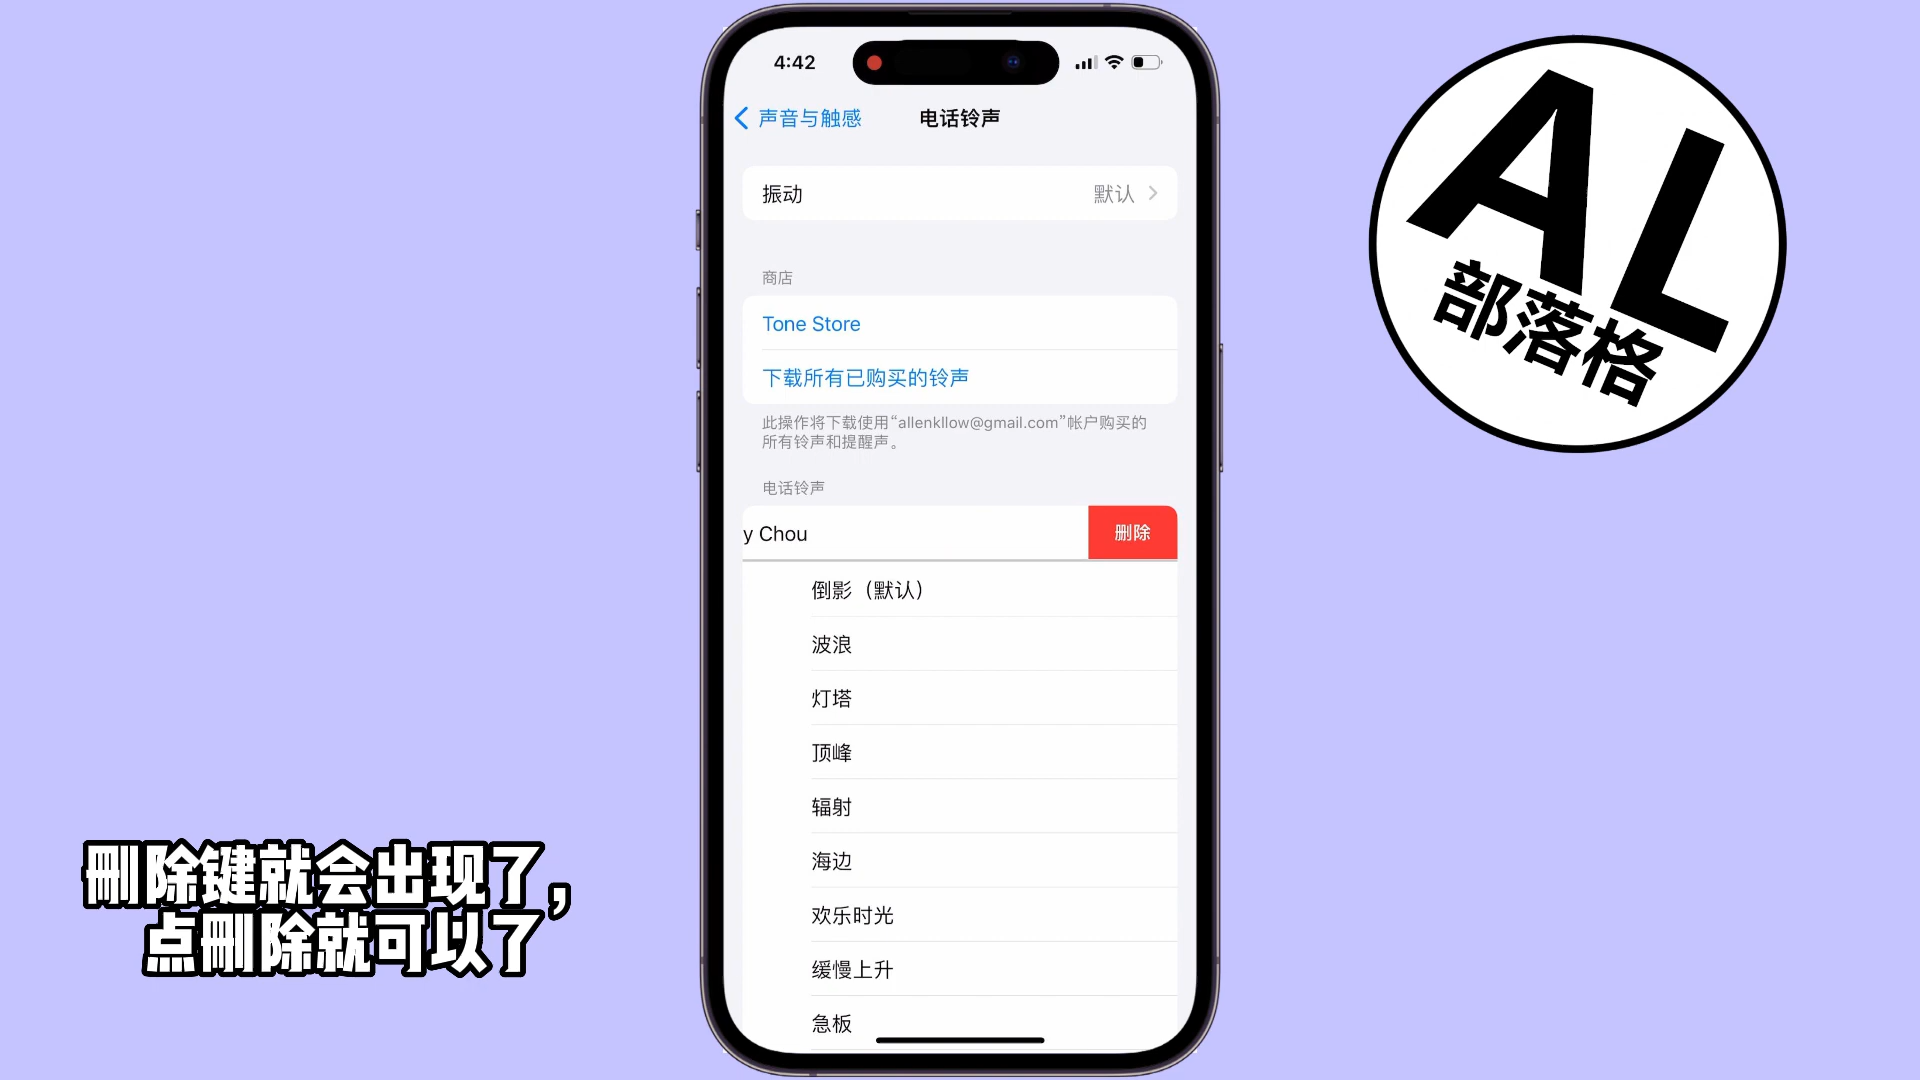 4:42
声音与触感
电话铃声
振动
默认
商店
Tone Store
下载所有已购买的铃声
此操作将下载使用“allenkllow@gmail.com”帐户购买的
所有铃声和提醒声。
电话铃声
y Chou
删除
倒影（默认）
波浪
灯塔
顶峰
辐射
海边
欢乐时光
缓慢上升
急板
AL
部落格
删除键就会出现了，
点删除就可以了